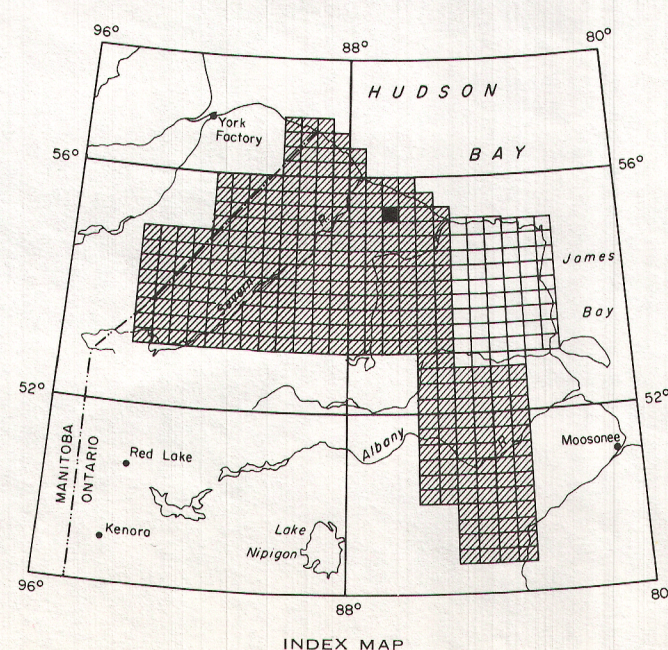 96°
88°
80°
HUDSON
BAY
York
Factory
56°
56°
James
Bay
Severn
R
52°
52°
MANITOBA
ONTARIO
Red Lake
Albany
R
Moosonee
Kenora
Lake
Nipigon
96°
88°
80
INDEX MAP